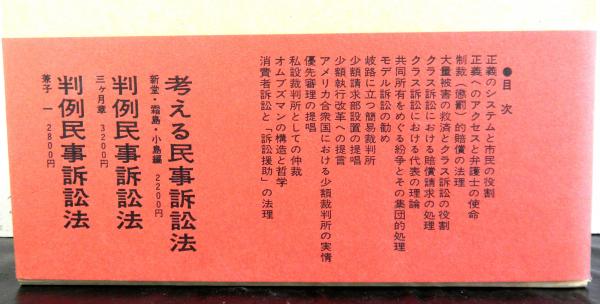 ●目次
正義のシステムと市民の役割
正義へのアクセスと弁護士の使命
制裁（懲罰）的賠償の法理
大量被害の救済とクラス訴訟の役割
クラス訴訟における賠償請求の処理
クラス訴訟における代表の理論
共同所有をめぐる紛争とその集団的処理
モデル訴訟の勧め
岐路に立つ簡易裁判所
少額請求部設置の提唱
少額執行改革への提言
アメリカ合衆国における少額裁判所の実情
優先審理の提唱
私設裁判所としての仲裁
オムブズマンの構造と哲学
消費者訴訟と「訴訟援助」の法理
考える民事訴訟法
新堂・霜島・小島編 2200円
判例民事訴訟法
三ヶ月章 3200円
判例民事訴訟法
兼子一 2800円